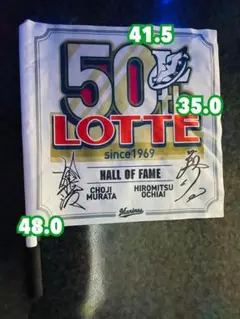 41.5
50th
35.0
LOTTE
since1969
HALL OF FAME
CHOJI
MURATA
HIROMITSU
OCHIAI
48.0
Marines